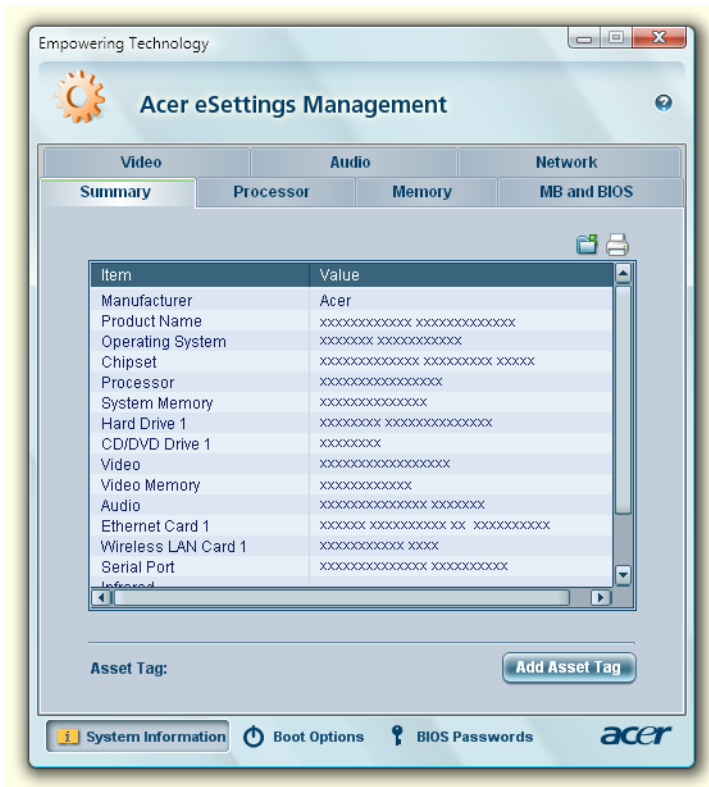 Empowering Technology
Acer eSettings Management
Video Audio Network
Summary Processor Memory MB and BIOS
Item Value
Manufacturer Acer
Product Name xxxxxxxxxxxx xxxxxxxxxxxxx
Operating System xxxxxxx xxxxxxxxxxx
Chipset xxxxxxxxxxxxx xxxxxxxxx xxxxx
Processor xxxxxxxxxxxxxxxx
System Memory xxxxxxxxxxxxxx
Hard Drive 1 xxxxxxxx xxxxxxxxxxxxxx
CD/DVD Drive 1 xxxxxxxx
Video xxxxxxxxxxxxxxxxx
Video Memory xxxxxxxxxxxx
Audio xxxxxxxxxxxxxx xxxxxxx
Ethernet Card 1 xxxxxx xxxxxxxxxx xx xxxxxxxxxx
Wireless LAN Card 1 xxxxxxxxxxx xxxx
Serial Port xxxxxxxxxxxxxx xxxxxxxxxx
Infrared
Asset Tag: Add Asset Tag
System Information Boot Options BIOS Passwords acer